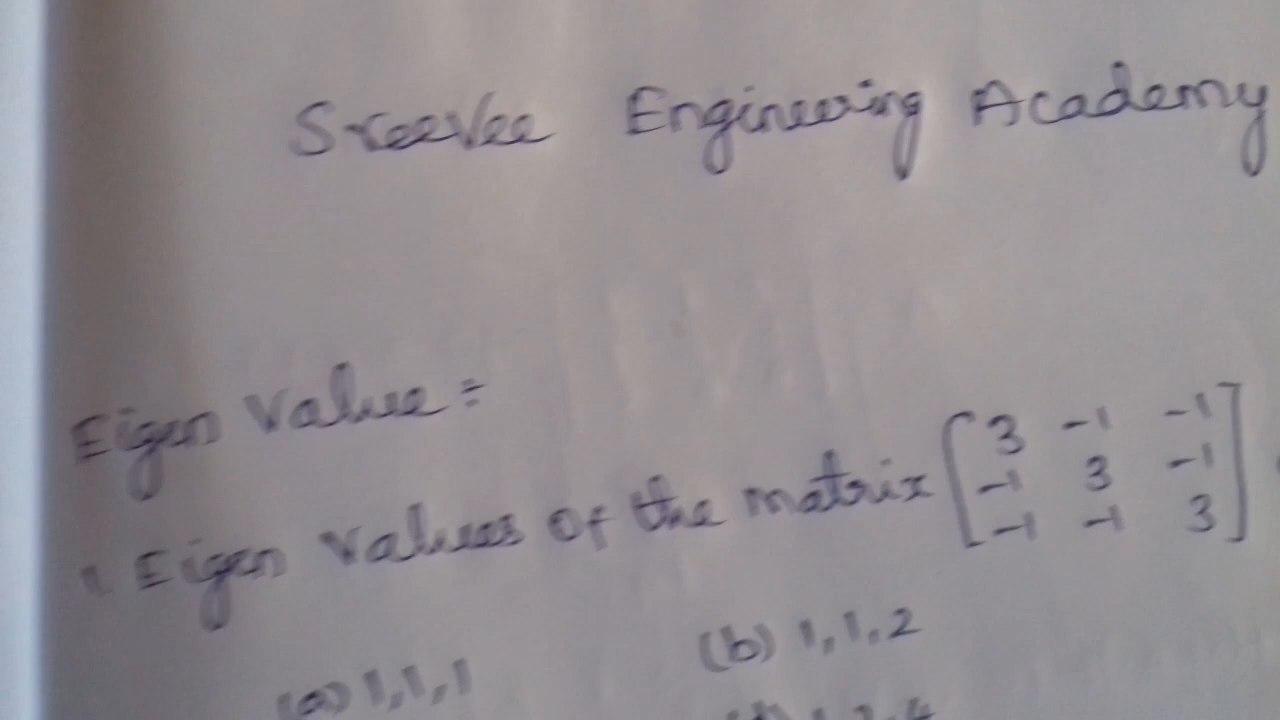 SreeVee Engineering Academy
Eigen Value :-
1. Eigen Values of the matrix [3 -1 -1
-1 3 -1
-1 -1 3]
(a) 1,1,1 (b) 1,1,2